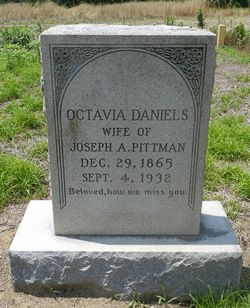 OCTAVIA DANIELS
WIFE OF
JOSEPH A. PITTMAN
DEC. 29, 1865
SEPT. 4, 1932
Beloved, how we miss you.